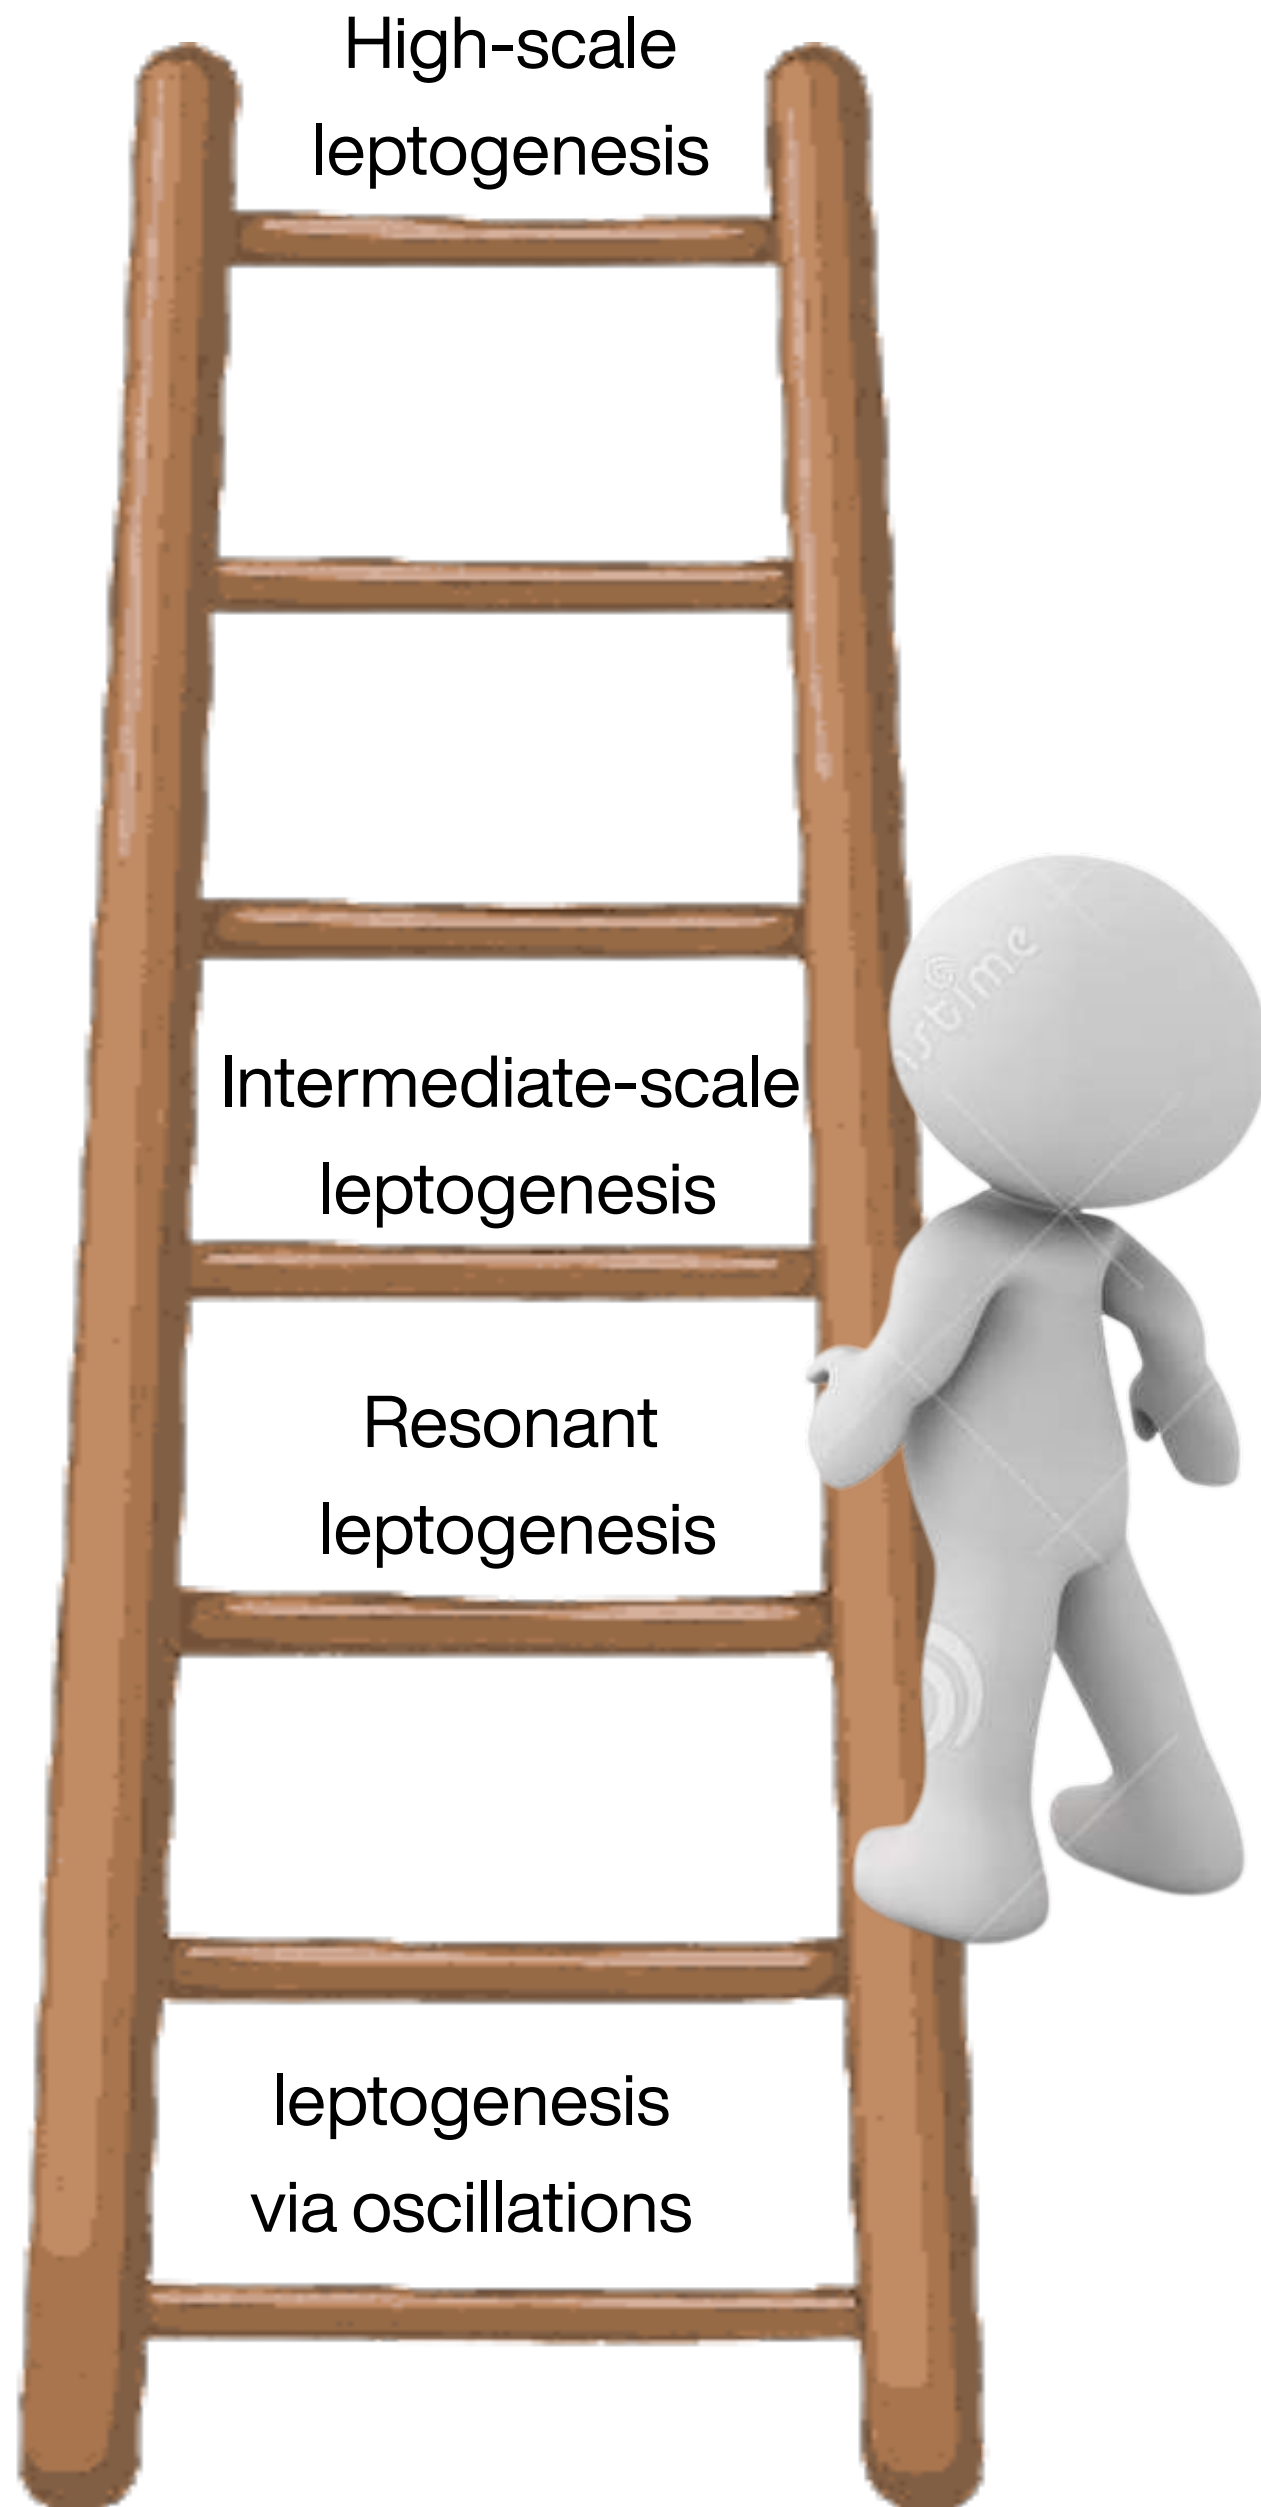 High-scale
leptogenesis
Intermediate-scale
leptogenesis
Resonant
leptogenesis
leptogenesis
via oscillations